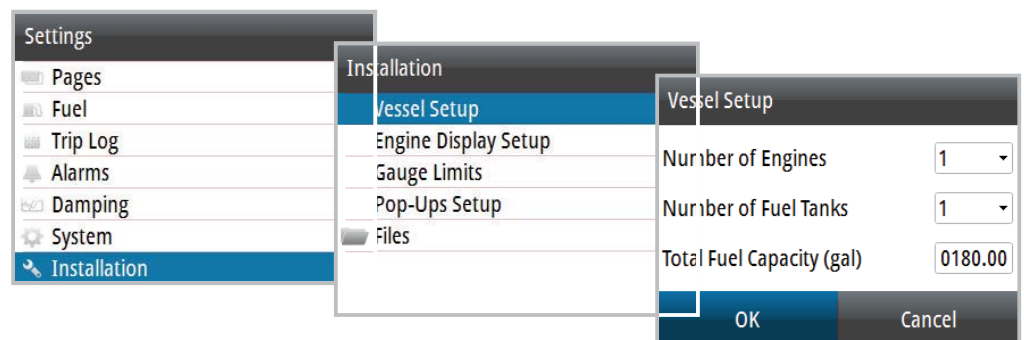 Settings
Pages
Fuel
Trip Log
Alarms
Damping
System
Installation
Installation
Vessel Setup
Engine Display Setup
Gauge Limits
Pop-Ups Setup
Files
Vessel Setup
Number of Engines 1
Number of Fuel Tanks 1
Total Fuel Capacity (gal) 0180.00
OK Cancel